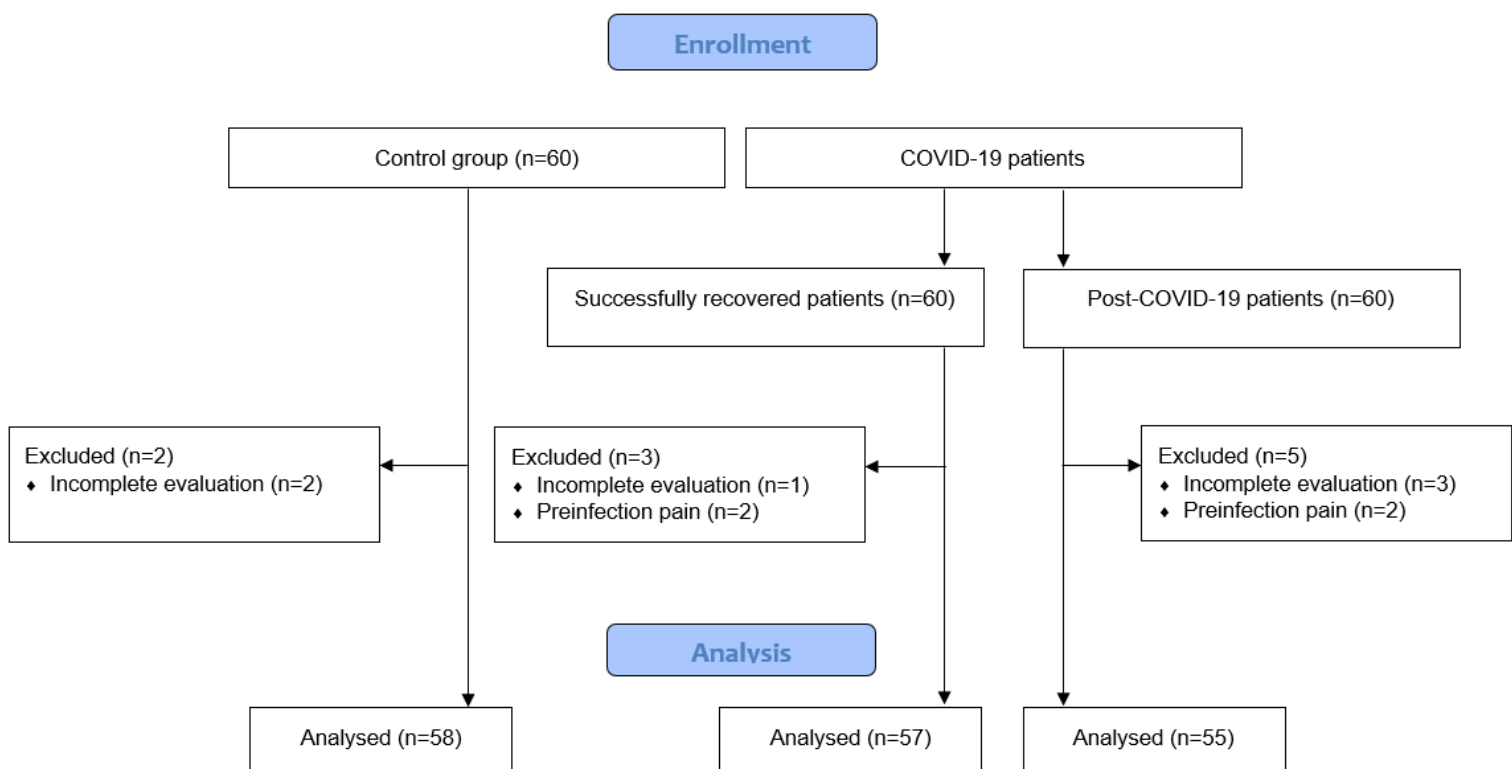 Enrollment
Control group (n=60)
COVID-19 patients
Successfully recovered patients (n=60)
Post-COVID-19 patients (n=60)
Excluded (n=2)
♦ Incomplete evaluation (n=2)
Excluded (n=3)
♦ Incomplete evaluation (n=1)
♦ Preinfection pain (n=2)
Excluded (n=5)
♦ Incomplete evaluation (n=3)
♦ Preinfection pain (n=2)
Analysis
Analysed (n=58)
Analysed (n=57)
Analysed (n=55)